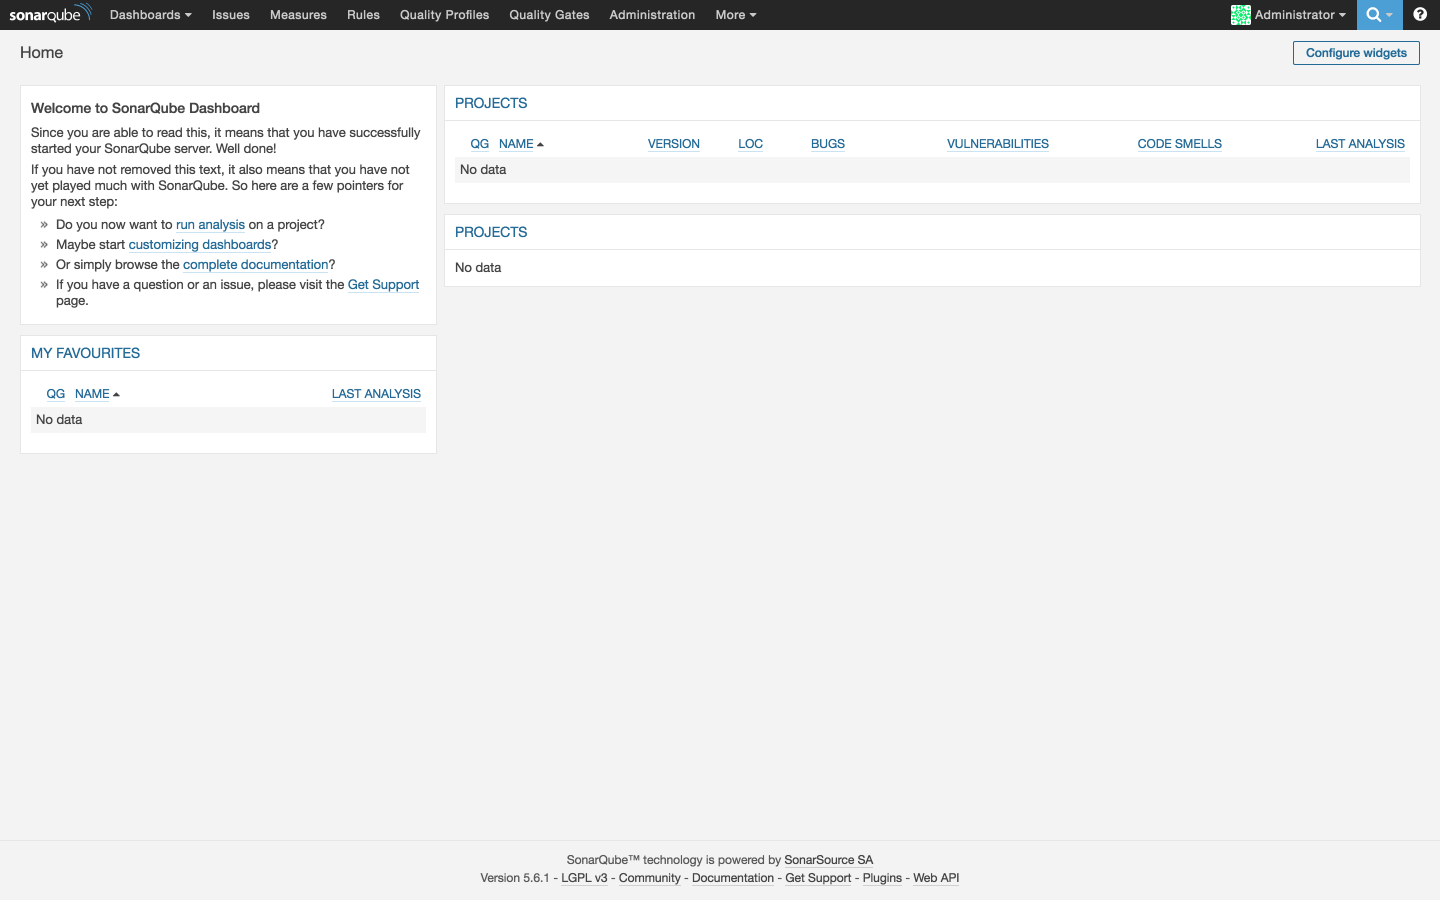 sonarqube Dashboards Issues Measures Rules Quality Profiles Quality Gates Administration More Administrator
Home
Configure widgets
Welcome to SonarQube Dashboard
Since you are able to read this, it means that you have successfully
started your SonarQube server. Well done!
If you have not removed this text, it also means that you have not
yet played much with SonarQube. So here are a few pointers for
your next step:
» Do you now want to run analysis on a project?
» Maybe start customizing dashboards?
» Or simply browse the complete documentation?
» If you have a question or an issue, please visit the Get Support
page.
MY FAVOURITES
QG NAME LAST ANALYSIS
No data
PROJECTS
QG NAME VERSION LOC BUGS VULNERABILITIES CODE SMELLS LAST ANALYSIS
No data
PROJECTS
No data
SonarQube™ technology is powered by SonarSource SA
Version 5.6.1 - LGPL v3 - Community - Documentation - Get Support - Plugins - Web API